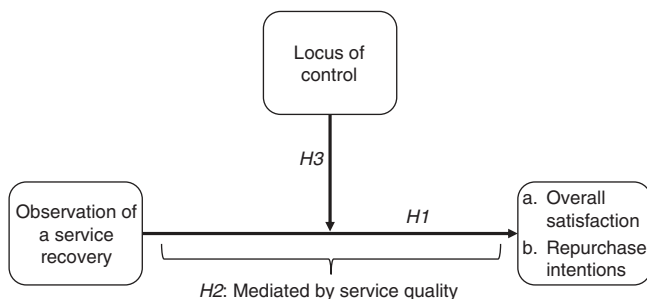 Locus of
control
H3
Observation of
a service
recovery
H1
a. Overall
satisfaction
b. Repurchase
intentions
H2: Mediated by service quality